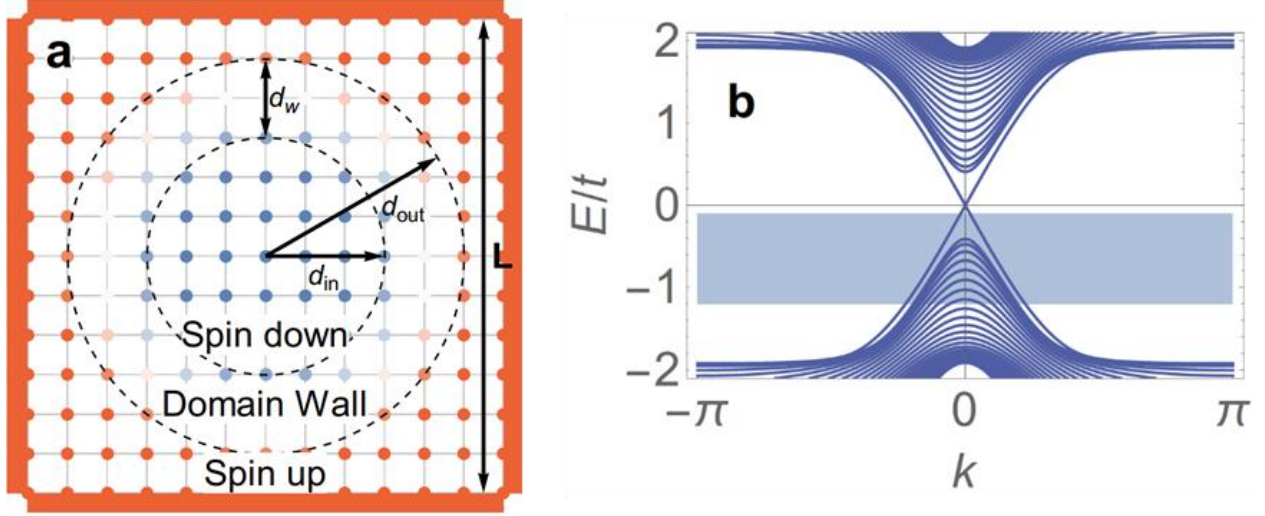 a
d_w
d_out
L
d_in
Spin down
Domain Wall
Spin up
b
2
1
0
−1
−2
E/t
−π
0
π
k